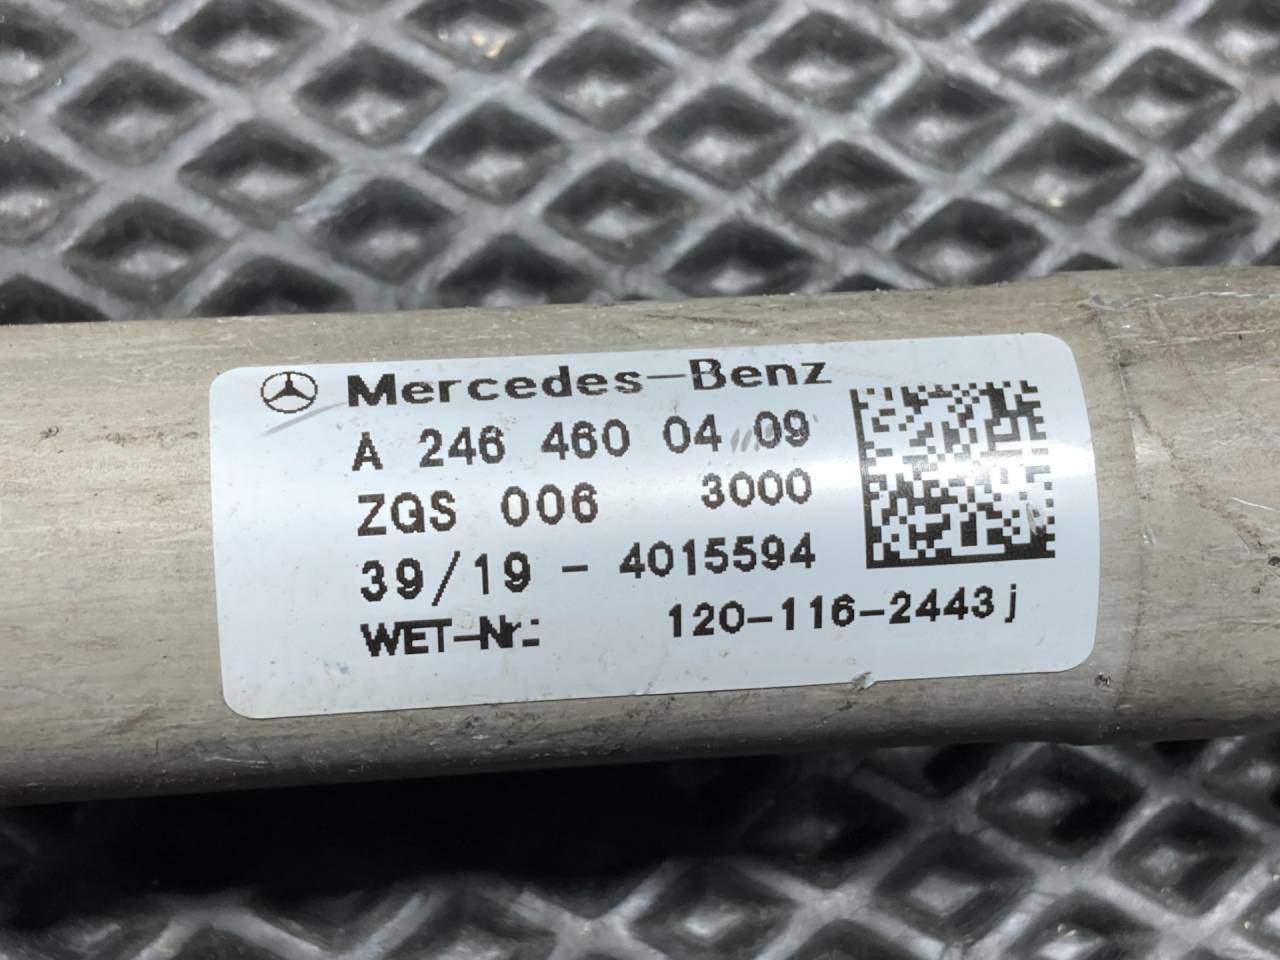 Mercedes-Benz
A 246 460 04 09
ZGS 006 3000
39/19 - 4015594
WET-Nr.: 120-116-2443j